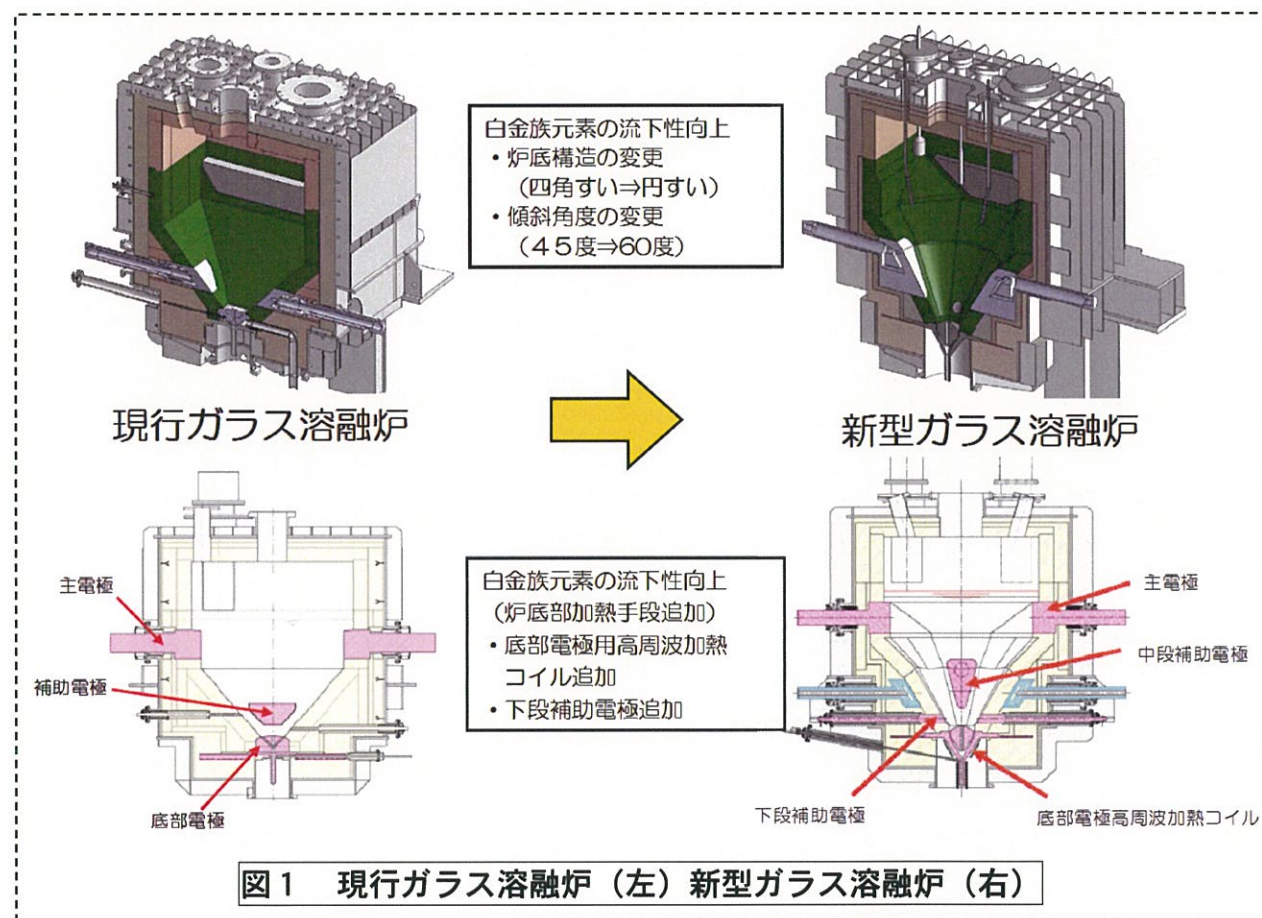 白金族元素の流下性向上
・炉底構造の変更
(四角すい⇒円すい)
・傾斜角度の変更
(45度⇒60度)
現行ガラス溶融炉
新型ガラス溶融炉
主電極
補助電極
底部電極
白金族元素の流下性向上
(炉底部加熱手段追加)
・底部電極用高周波加熱
コイル追加
・下段補助電極追加
主電極
中段補助電極
下段補助電極
底部電極高周波加熱コイル
図1 現行ガラス溶融炉(左)新型ガラス溶融炉(右)